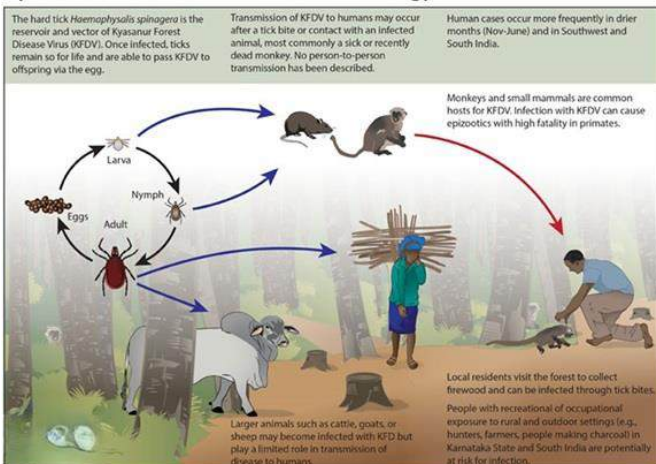 The hard tick Haemaphysalis spinagera is the
reservoir and vector of Kyasanur Forest
Disease Virus (KFDV). Once infected, ticks
remain so for life and are able to pass KFDV to
offspring via the egg.
Transmission of KFDV to humans may occur
after a tick bite or contact with an infected
animal, most commonly a sick or recently
dead monkey. No person-to-person
transmission has been described.
Human cases occur more frequently in drier
months (Nov-June) and in Southwest and
South India.
Monkeys and small mammals are common
hosts for KFDV. Infection with KFDV can cause
epizootics with high fatality in primates.
Larva
Nymph
Eggs
Adult
Larger animals such as cattle, goats, or
sheep may become infected with KFD but
play a limited role in transmission of
disease to humans.
Local residents visit the forest to collect
firewood and can be infected through tick bites.
People with recreational of occupational
exposure to rural and outdoor settings (e.g.,
hunters, farmers, people making charcoal) in
Karnataka State and South India are potentially
at risk for infection.